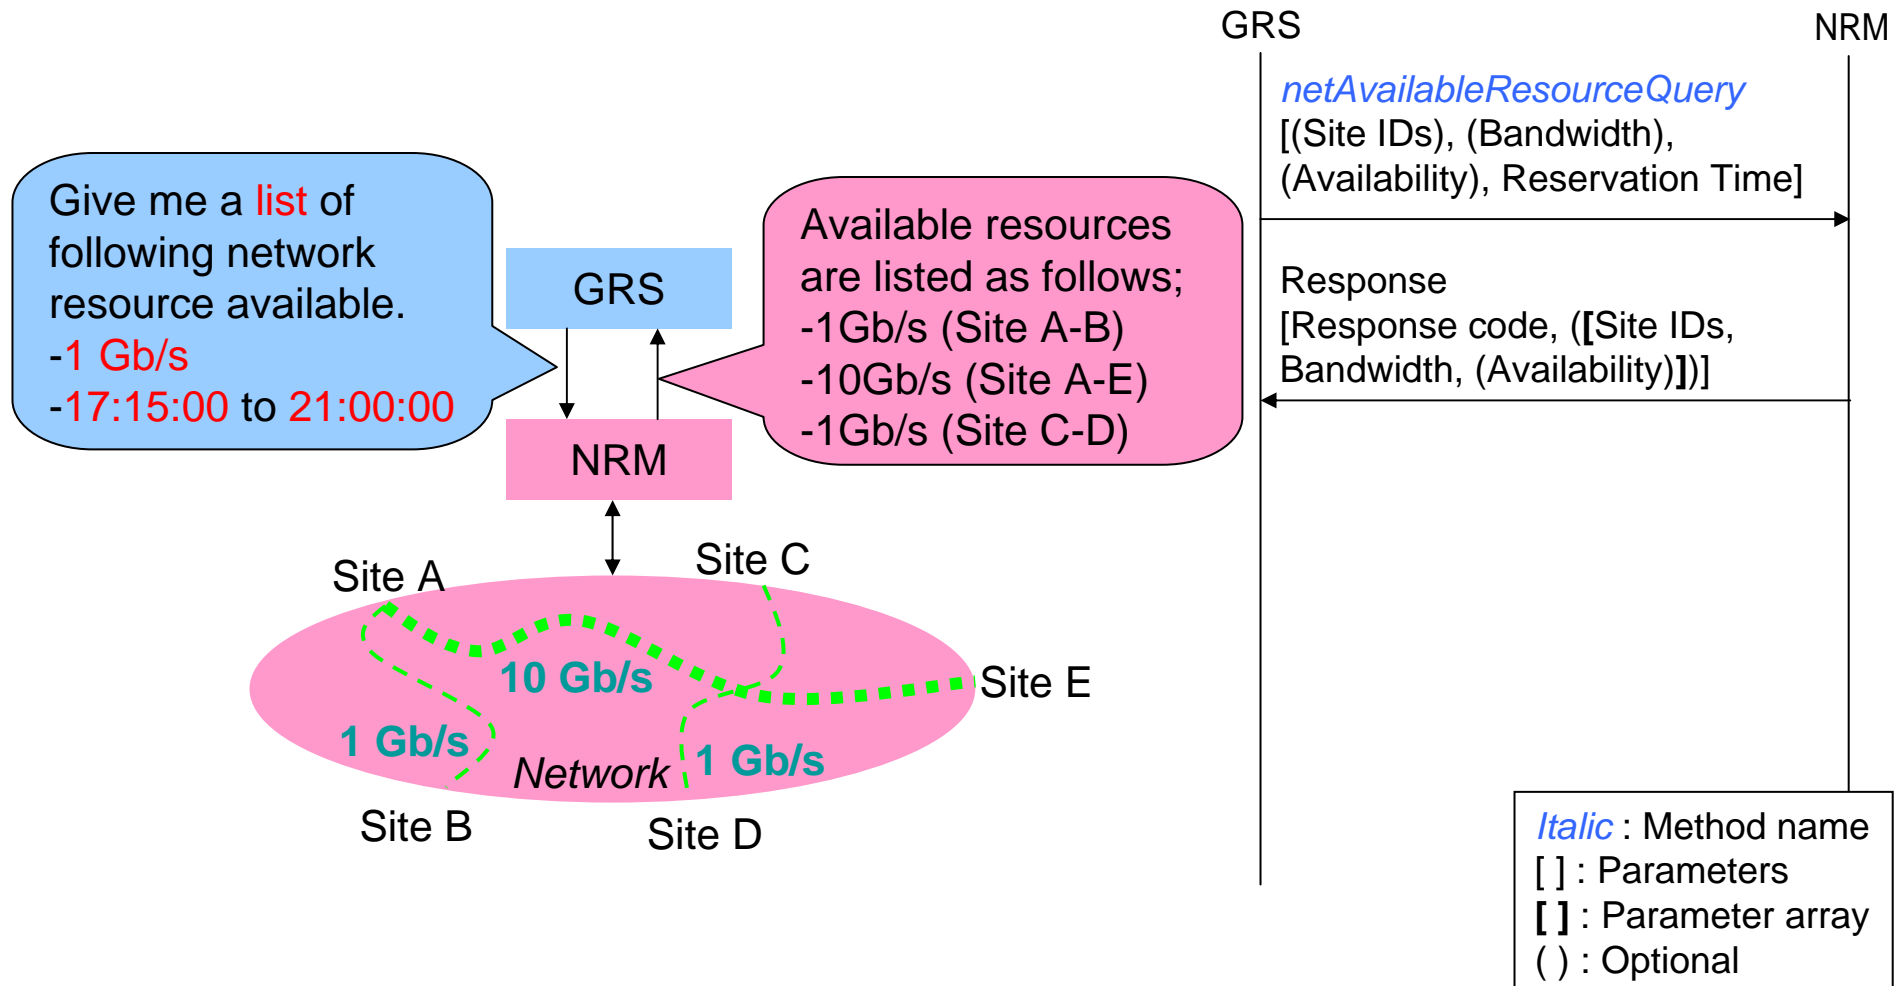 GRS
NRM
netAvailableResourceQuery
[(Site IDs), (Bandwidth),
(Availability), Reservation Time]
Response
[Response code, ([Site IDs,
Bandwidth, (Availability)])]
Give me a list of
following network
resource available.
-1 Gb/s
-17:15:00 to 21:00:00
GRS
NRM
Available resources
are listed as follows;
-1Gb/s (Site A-B)
-10Gb/s (Site A-E)
-1Gb/s (Site C-D)
Site A
Site C
10 Gb/s
Site E
1 Gb/s
Network
1 Gb/s
Site B
Site D
Italic : Method name
[ ] : Parameters
[ ] : Parameter array
( ) : Optional